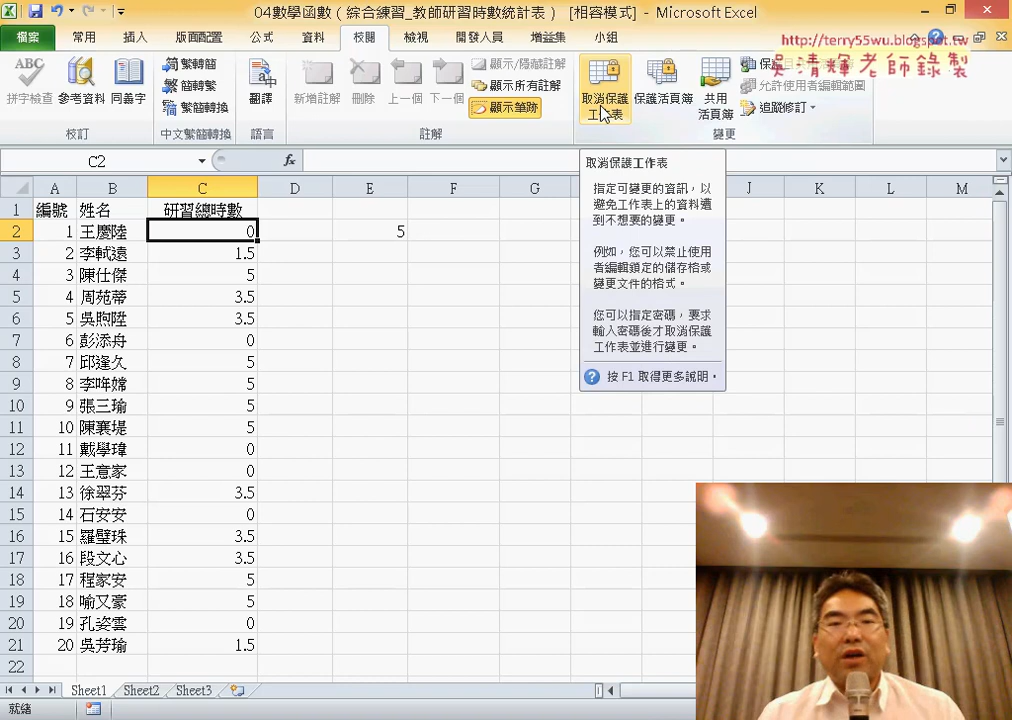 04數學函數（綜合練習_教師研習時數統計表） [相容模式] - Microsoft Excel
檔案 常用 插入 版面配置 公式 資料 校閱 檢視 開發人員 增益集 小組
http://terry55wu.blogspot.tw
吳清輝老師錄製
ABC
拼字檢查 參考資料 同義字
校訂
繁轉簡
簡轉繁
繁簡轉換
中文繁簡轉換
翻譯
語言
新增註解 刪除 上一個 下一個
顯示/隱藏註解
顯示所有註解
顯示筆跡
註解
取消保護
工作表
保護活頁簿
共用
活頁簿
允許使用者編輯範圍
追蹤修訂
變更
C2
fx
取消保護工作表
指定可變更的資訊，以
避免工作表上的資料遭
到不想要的變更。
例如，您可以禁止使用
者編輯鎖定的儲存格或
變更文件的格式。
您可以指定密碼，要求
輸入密碼後才取消保護
工作表並進行變更。
按 F1 取得更多說明。
A B C D E F G J K L M
1 編號 姓名 研習總時數
2 1 王慶陸 0 5
3 2 李軾遠 1.5
4 3 陳仕傑 5
5 4 周苑蒂 3.5
6 5 吳煦陞 3.5
7 6 彭添舟 0
8 7 邱逢久 5
9 8 李哖嫦 5
10 9 張三瑜 5
11 10 陳襄堤 5
12 11 戴學瑋 0
13 12 王意家 0
14 13 徐翠芬 3.5
15 14 石安安 0
16 15 羅璧珠 3.5
17 16 段文心 3.5
18 17 程家安 5
19 18 喻又豪 5
20 19 孔姿雲 0
21 20 吳芳瑜 1.5
22
Sheet1 Sheet2 Sheet3
就緒